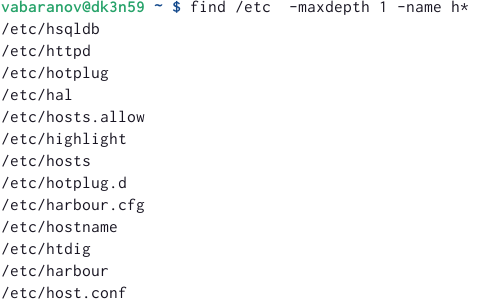 vabaranov@dk3n59 ~ $ find /etc  -maxdepth 1 -name h*
/etc/hsqldb
/etc/httpd
/etc/hotplug
/etc/hal
/etc/hosts.allow
/etc/highlight
/etc/hosts
/etc/hotplug.d
/etc/harbour.cfg
/etc/hostname
/etc/htdig
/etc/harbour
/etc/host.conf